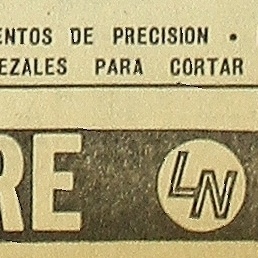 ENTOS DE PRECISION •
EZALES PARA CORTAR
RE LN